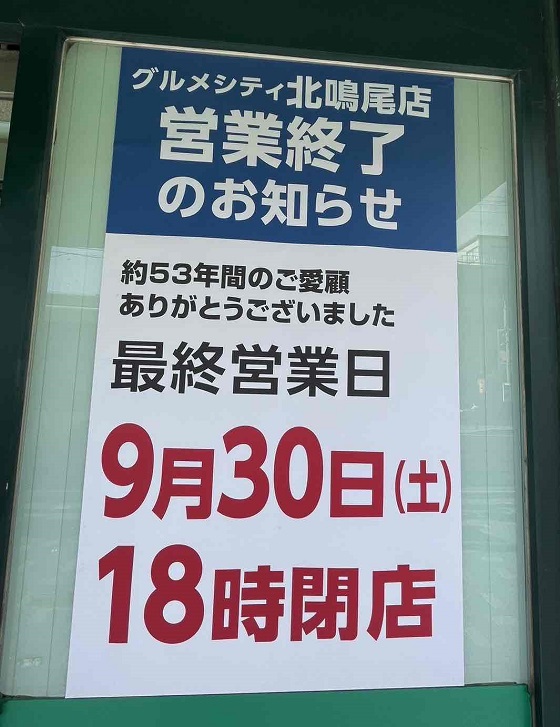 グルメシティ北鳴尾店
営業終了
のお知らせ
約53年間のご愛顧
ありがとうございました
最終営業日
9月30日(土)
18時閉店